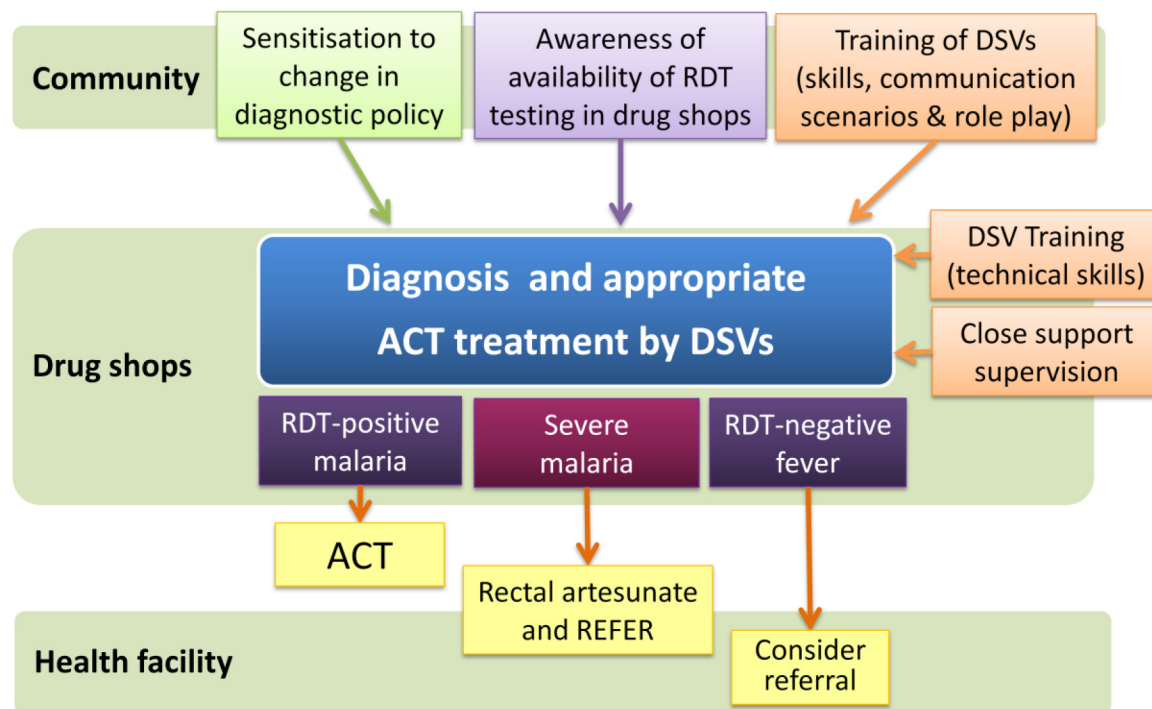 Community
Sensitisation to
change in
diagnostic policy
Awareness of
availability of RDT
testing in drug shops
Training of DSVs
(skills, communication
scenarios & role play)
Drug shops
Diagnosis  and appropriate
ACT treatment by DSVs
DSV Training
(technical skills)
Close support
supervision
RDT-positive
malaria
Severe
malaria
RDT-negative
fever
ACT
Rectal artesunate
and REFER
Consider
referral
Health facility